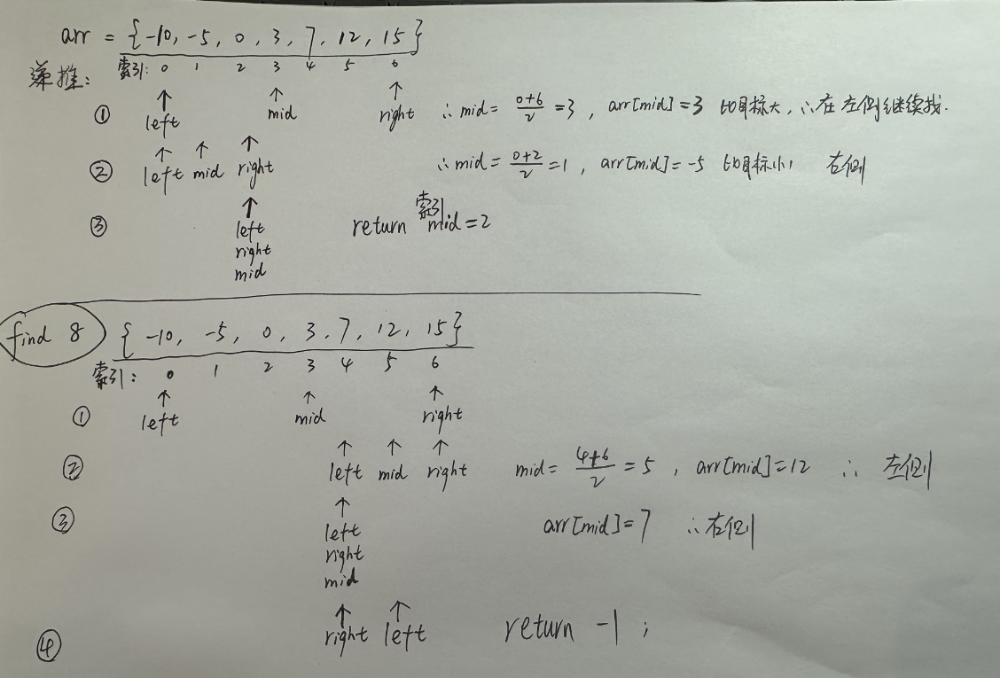 arr = {-10, -5, 0, 3, 7, 12, 15}
索引: 0 1 2 3 4 5 6
递推:
① ↑ left ↑ mid ↑ right ∴ mid = (0+6)/2 = 3, arr[mid] = 3 比目标大, ∴ 在左侧继续找.
② ↑ left ↑ mid ↑ right ∴ mid = (0+2)/2 = 1, arr[mid] = -5 比目标小, 右侧
③ ↑ left right mid return 索引 mid = 2
find 8 {-10, -5, 0, 3, 7, 12, 15}
索引: 0 1 2 3 4 5 6
① ↑ left ↑ mid ↑ right
② ↑ left ↑ mid ↑ right mid = (4+6)/2 = 5, arr[mid] = 12 ∴ 左侧
③ ↑ left right mid arr[mid] = 7 ∴ 右侧
④ ↑ right ↑ left return -1;